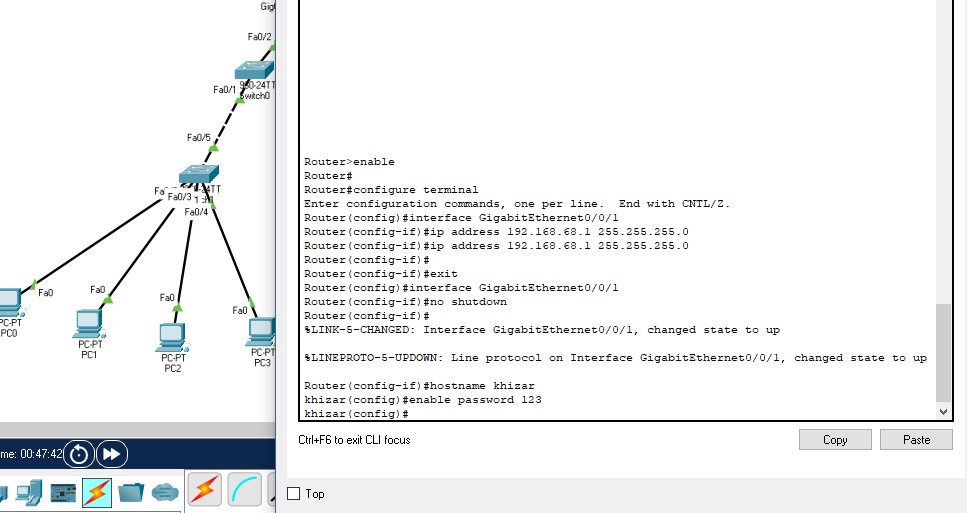 Gig
Fa0/2
Fa0/1
Fa0/5
Fa0/3
Fa0/4
Fa0
Fa0
Fa0
Fa0
PC-PT
PC0
PC-PT
PC1
PC-PT
PC2
PC-PT
PC3
Router>enable
Router#
Router#configure terminal
Enter configuration commands, one per line.  End with CNTL/Z.
Router(config)#interface GigabitEthernet0/0/1
Router(config-if)#ip address 192.168.68.1 255.255.255.0
Router(config-if)#ip address 192.168.68.1 255.255.255.0
Router(config-if)#
Router(config-if)#exit
Router(config)#interface GigabitEthernet0/0/1
Router(config-if)#no shutdown
Router(config-if)#
%LINK-5-CHANGED: Interface GigabitEthernet0/0/1, changed state to up
%LINEPROTO-5-UPDOWN: Line protocol on Interface GigabitEthernet0/0/1, changed state to up
Router(config-if)#hostname khizar
khizar(config)#enable password 123
khizar(config)#
Ctrl+F6 to exit CLI focus
Copy
Paste
me: 00:47:42
Top